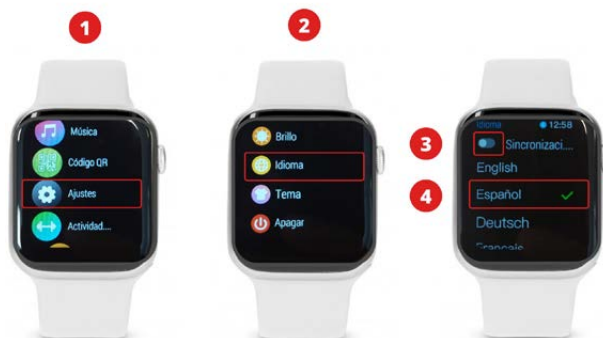 1
2
Música
Código QR
Ajustes
Actividad....
Brillo
Idioma
Tema
Apagar
3
4
Idioma
12:58
Sincronizaci....
English
Español
Deutsch
Français